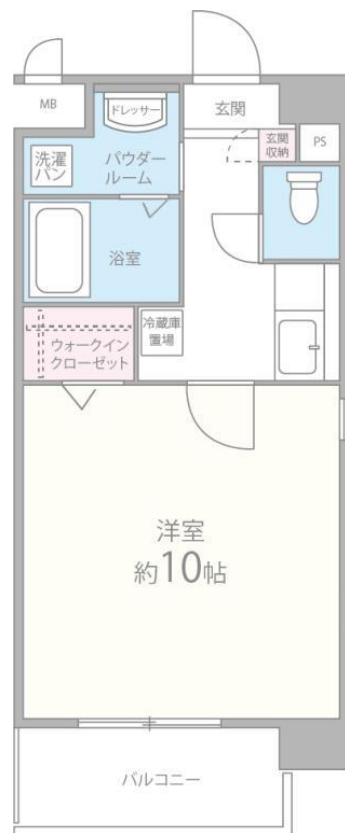 MB
ドレッサー
玄関
洗濯
パン
パウダー
ルーム
玄関
収納
PS
浴室
冷蔵庫
置場
ウォークイン
クローゼット
洋室
約10帖
バルコニー